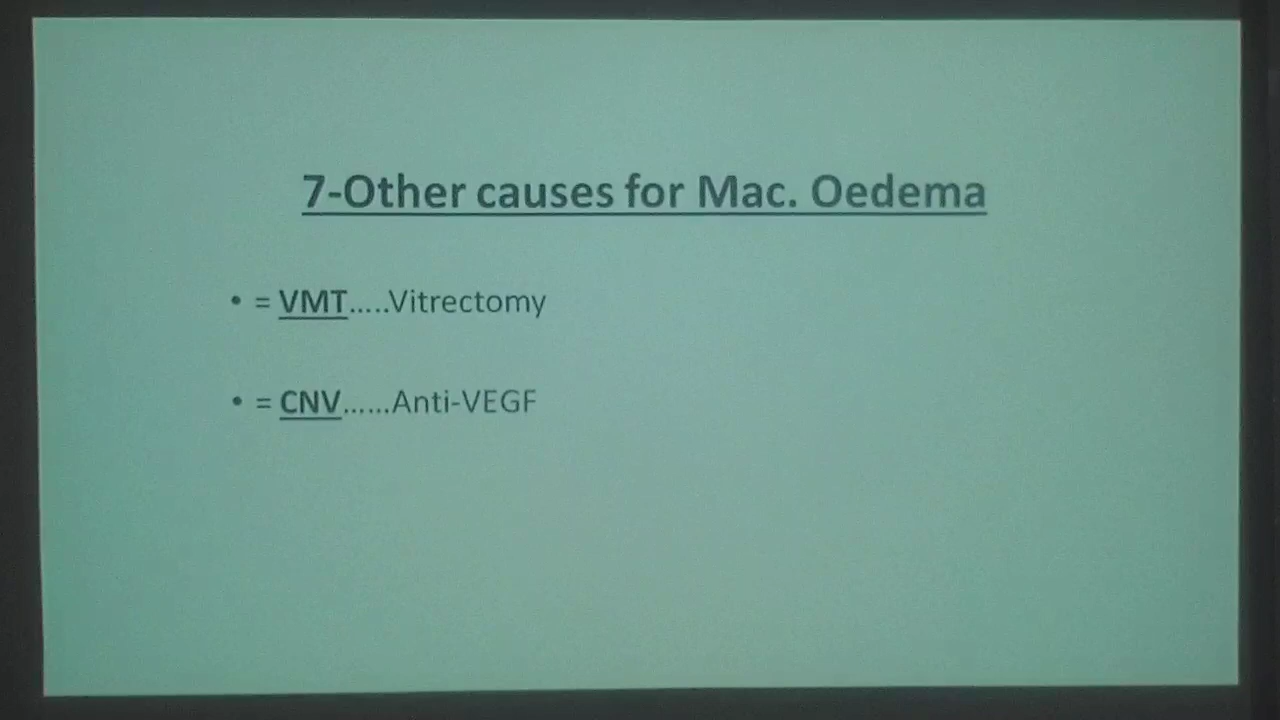 7-Other causes for Mac. Oedema
• = VMT.....Vitrectomy
• = CNV......Anti-VEGF